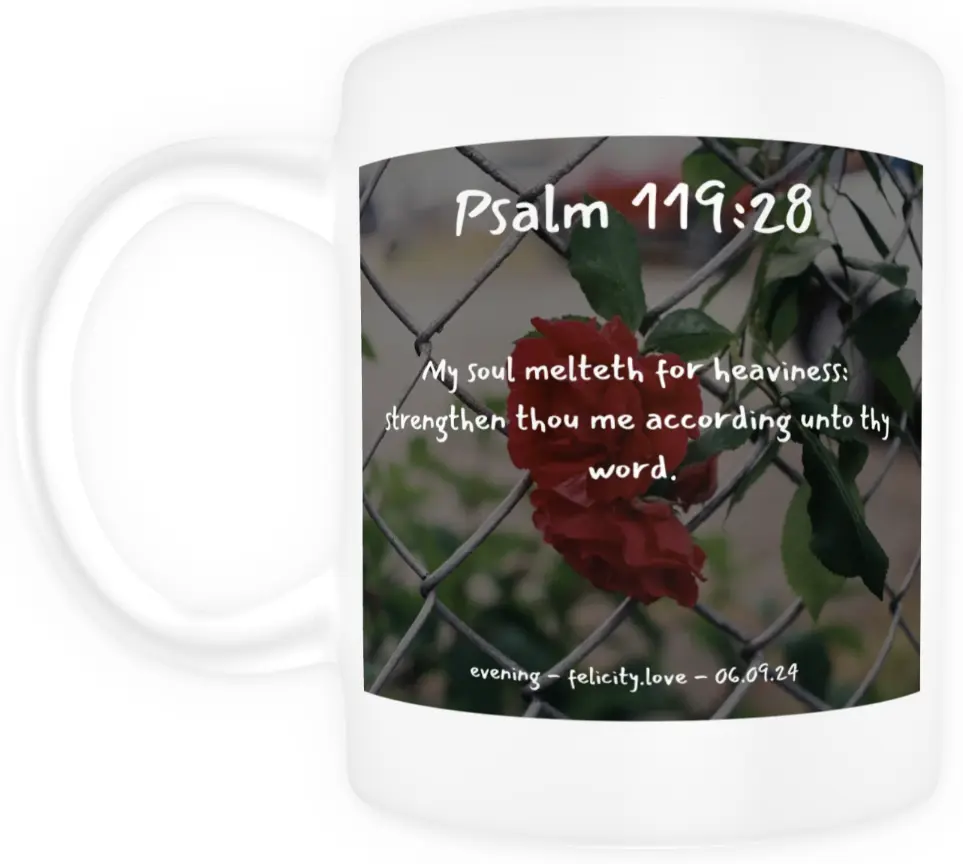 Psalm 119:28
My soul melteth for heaviness:
strengthen thou me according unto thy
word.
evening – felicity.love – 06.09.24